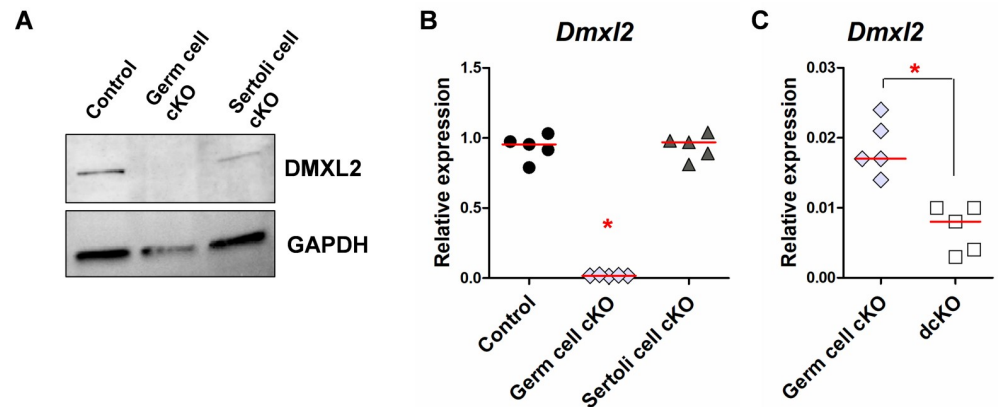 A
Control
Germ cell
cKO
Sertoli cell
cKO
DMXL2
GAPDH
B
Dmxl2
Relative expression
1.5
1.0
0.5
0.0
*
Control
Germ cell cKO
Sertoli cell cKO
C
Dmxl2
Relative expression
0.03
0.02
0.01
0.00
*
Germ cell cKO
dcKO